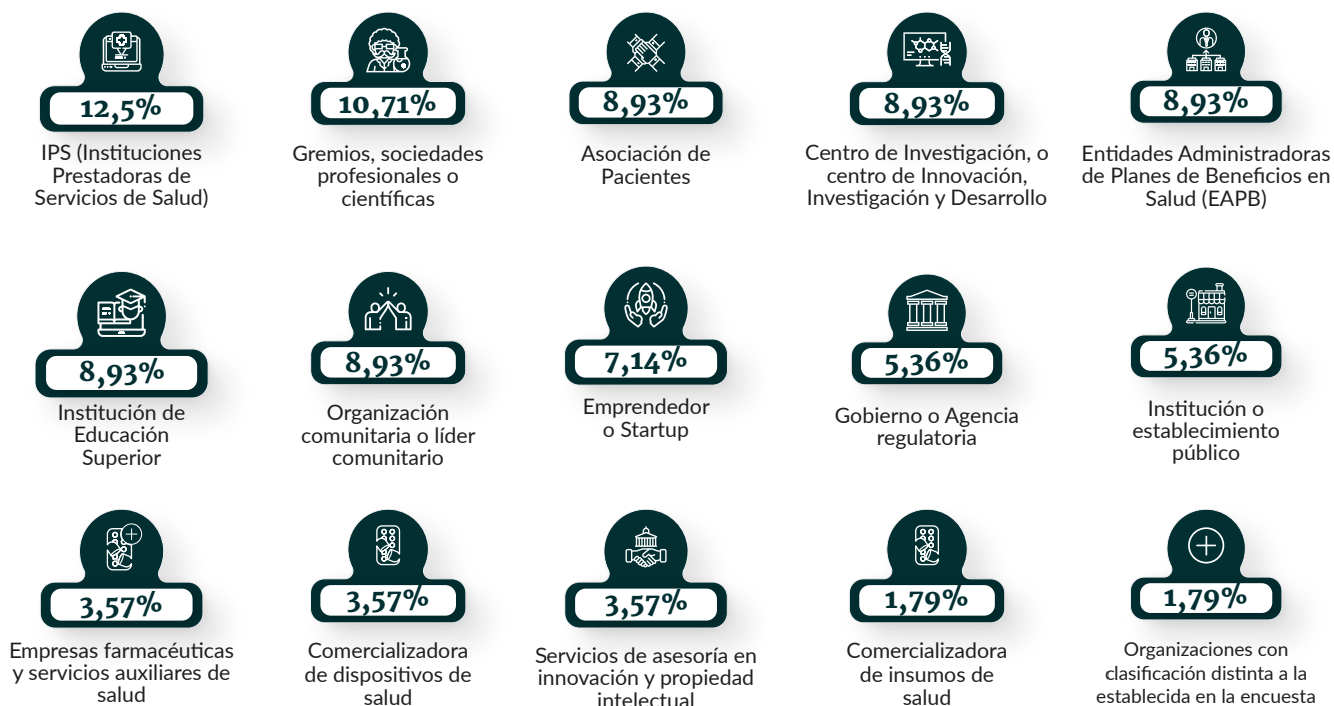 12,5%
IPS (Instituciones
Prestadoras de
Servicios de Salud)
10,71%
Gremios, sociedades
profesionales o
científicas
8,93%
Asociación de
Pacientes
8,93%
Centro de Investigación, o
centro de Innovación,
Investigación y Desarrollo
8,93%
Entidades Administradoras
de Planes de Beneficios en
Salud (EAPB)
8,93%
Institución de
Educación
Superior
8,93%
Organización
comunitaria o líder
comunitario
7,14%
Emprendedor
o Startup
5,36%
Gobierno o Agencia
regulatoria
5,36%
Institución o
establecimiento
público
3,57%
Empresas farmacéuticas
y servicios auxiliares de
salud
3,57%
Comercializadora
de dispositivos de
salud
3,57%
Servicios de asesoría en
innovación y propiedad
intelectual
1,79%
Comercializadora
de insumos de
salud
1,79%
Organizaciones con
clasificación distinta a la
establecida en la encuesta